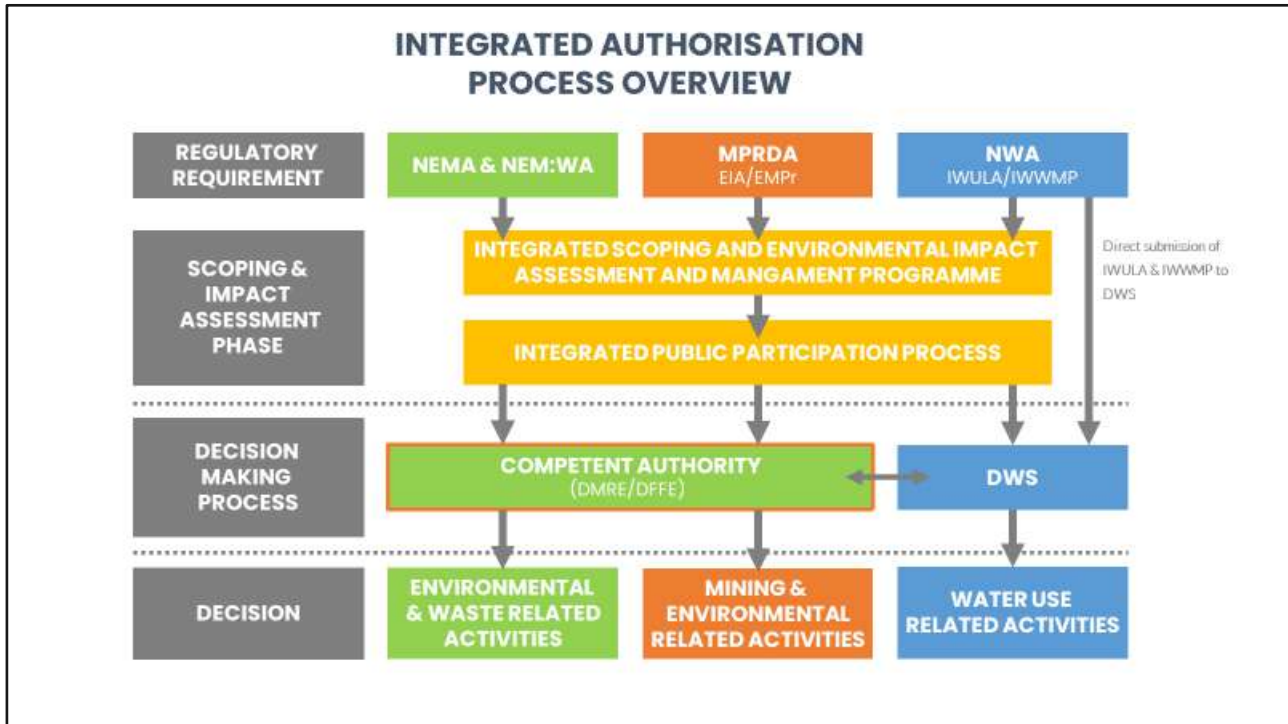 INTEGRATED AUTHORISATION
PROCESS OVERVIEW
REGULATORY
REQUIREMENT
NEMA & NEM:WA
MPRDA
EIA/EMPr
NWA
IWULA/IWWMP
SCOPING &
IMPACT
ASSESSMENT
PHASE
INTEGRATED SCOPING AND ENVIRONMENTAL IMPACT
ASSESSMENT AND MANGAMENT PROGRAMME
Direct submission of
IWULA & IWWMP to
DWS
INTEGRATED PUBLIC PARTICIPATION PROCESS
DECISION
MAKING
PROCESS
COMPETENT AUTHORITY
(DMRE/DFFE)
DWS
DECISION
ENVIRONMENTAL
& WASTE RELATED
ACTIVITIES
MINING &
ENVIRONMENTAL
RELATED ACTIVITIES
WATER USE
RELATED ACTIVITIES